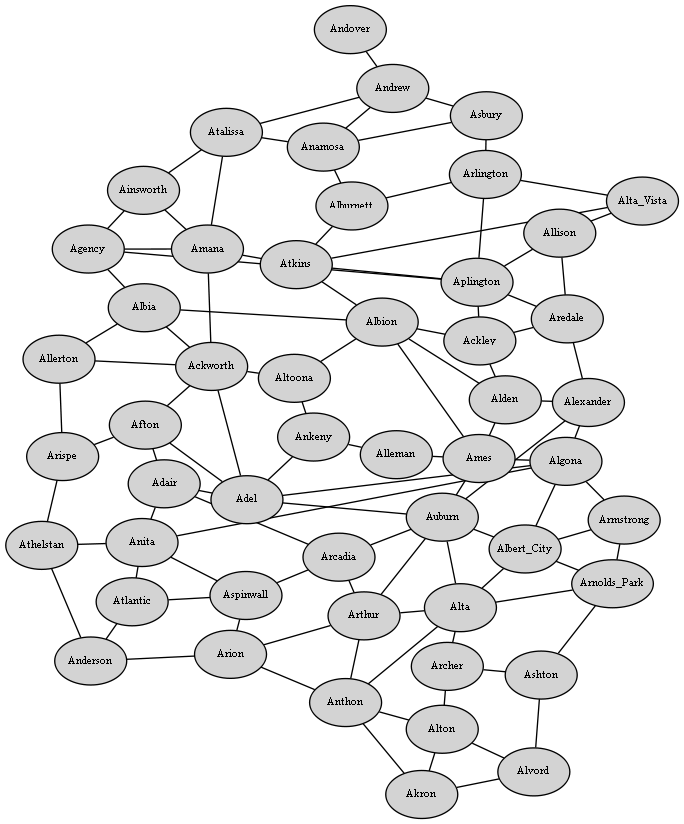 Andover
Andrew
Asbury
Atalissa
Anamosa
Arlington
Ainsworth
Alburnett
Alta_Vista
Allison
Agency
Amana
Atkins
Aplington
Albia
Albion
Aredale
Ackley
Allerton
Ackworth
Altoona
Alden
Alexander
Afton
Ankeny
Alleman
Ames
Algona
Arispe
Adair
Adel
Auburn
Armstrong
Athelstan
Anita
Arcadia
Albert_City
Arnolds_Park
Atlantic
Aspinwall
Arthur
Alta
Anderson
Arion
Archer
Ashton
Anthon
Alton
Alvord
Akron